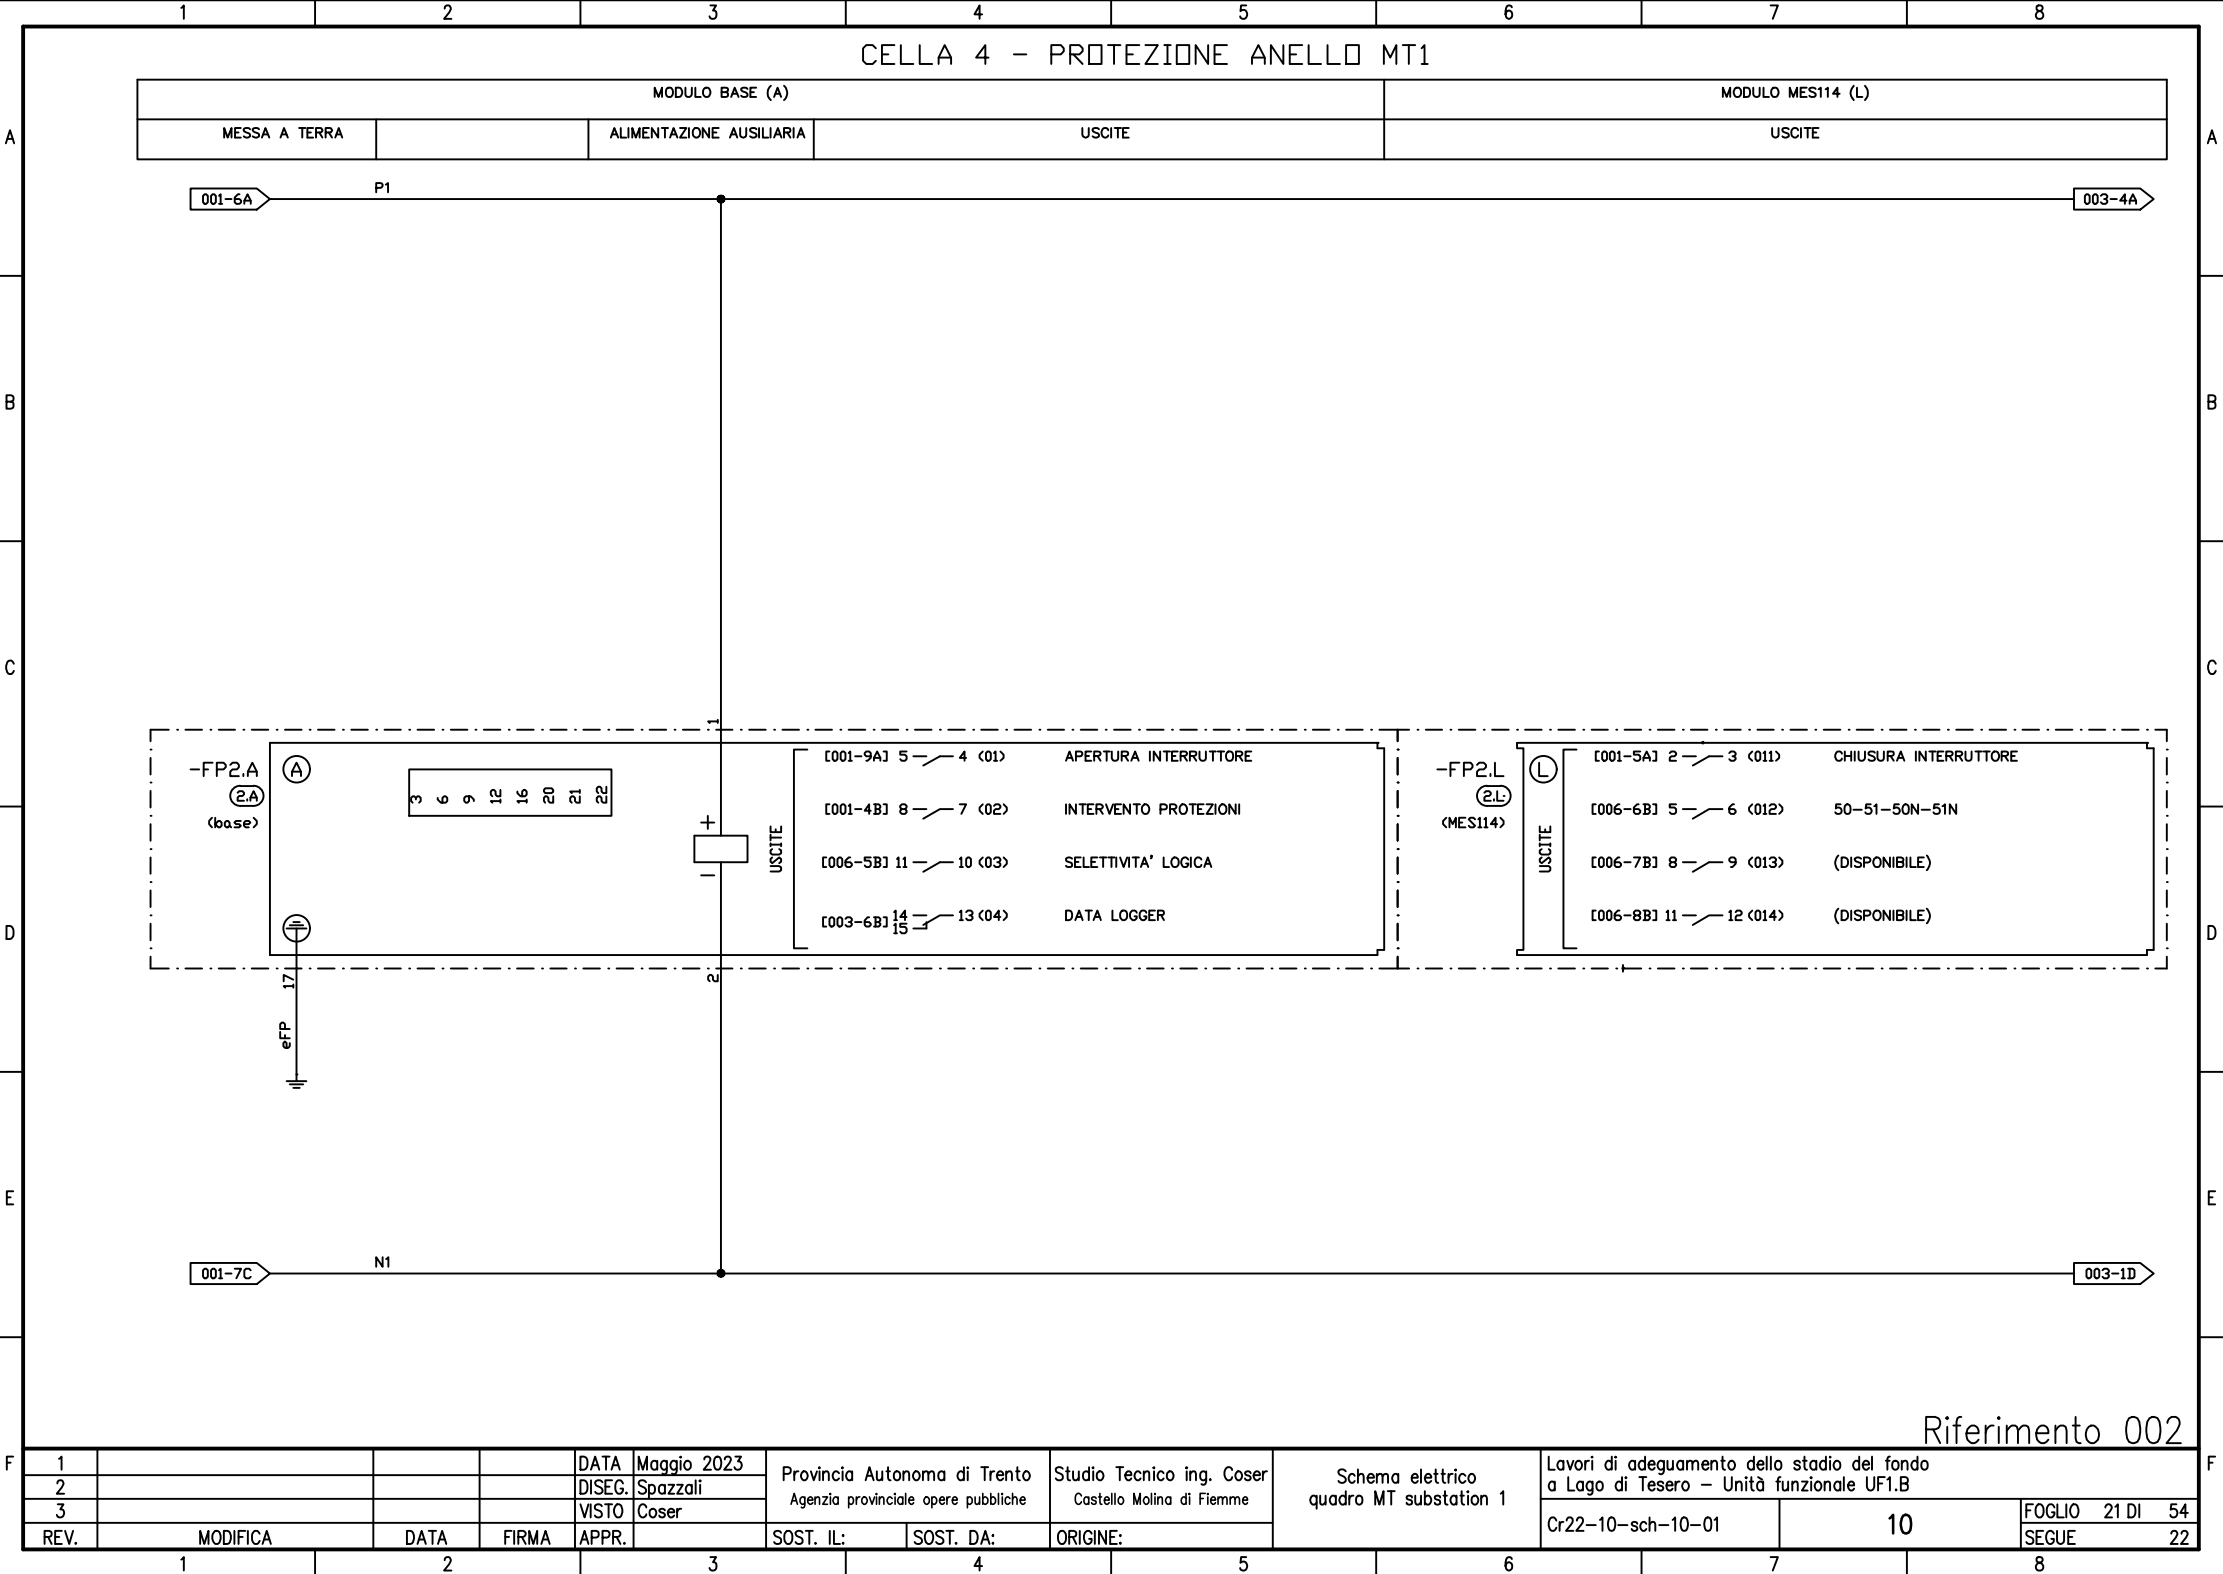 1 2 3 4 5 6 7 8
CELLA 4 - PROTEZIONE ANELLO MT1
MODULO BASE (A) MODULO MES114 (L)
A MESSA A TERRA ALIMENTAZIONE AUSILIARIA USCITE USCITE A
P1
001-6A 003-4A
B B
C C
1
[001-9A] 5 4 (01) APERTURA INTERRUTTORE [001-5A] 2 3 (011) CHIUSURA INTERRUTTORE
-FP2.A A -FP2.L L
2.A 3 6 9 12 16 20 21 22 2.L
[001-4B] 8 7 (02) INTERVENTO PROTEZIONI [006-6B] 5 6 (012) 50-51-50N-51N
(base) + (MES114)
USCITE USCITE
[006-5B] 11 10 (03) SELETTIVITA' LOGICA [006-7B] 8 9 (013) (DISPONIBILE)
-
14 13 (04) DATA LOGGER [006-8B] 11 12 (014) (DISPONIBILE)
[003-6B] 15
D D
17 2
eFP
E E
N1
001-7C 003-1D
Riferimento 002
F 1 DATA Maggio 2023 Provincia Autonoma di Trento Studio Tecnico ing. Coser Schema elettrico Lavori di adeguamento dello stadio del fondo F
2 DISEG. Spazzali Agenzia provinciale opere pubbliche Castello Molina di Fiemme quadro MT substation 1 a Lago di Tesero - Unità funzionale UF1.B
3 VISTO Coser Cr22-10-sch-10-01 10 FOGLIO 21 DI 54
REV. MODIFICA DATA FIRMA APPR. SOST. IL: SOST. DA: ORIGINE: SEGUE 22
1 2 3 4 5 6 7 8